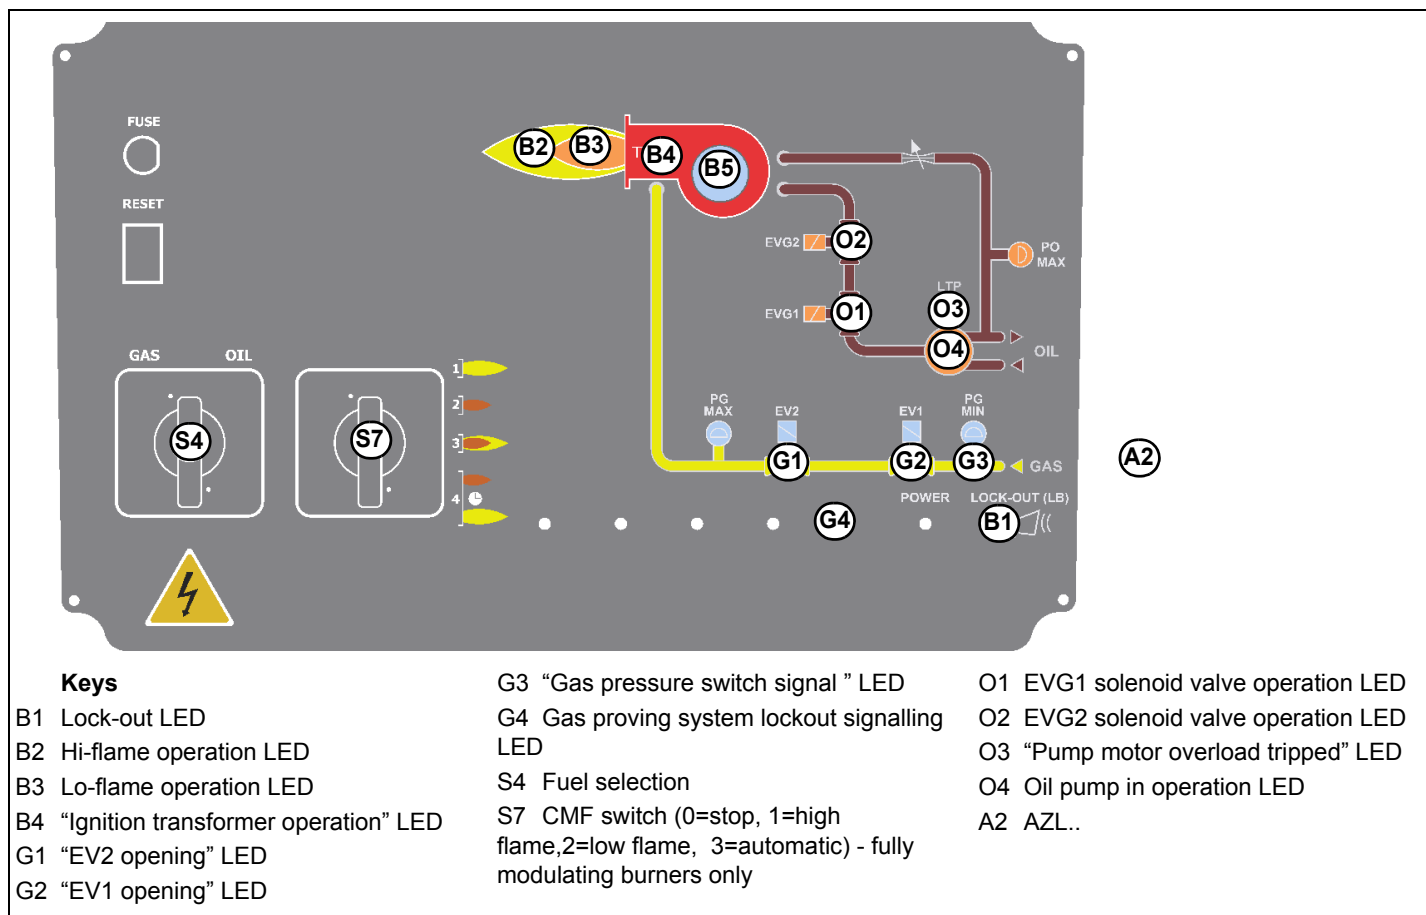 FUSE
RESET
B2
B3
T
B4
B5
EVG2
O2
PO
MAX
EVG1
O1
LTP
O3
O4
OIL
GAS OIL
S4
S7
1
2
3
4
PG
MAX
EV2
EV1
PG
MIN
G1
G2
G3
GAS
A2
POWER
LOCK-OUT (LB)
G4
B1
Keys
B1 Lock-out LED
B2 Hi-flame operation LED
B3 Lo-flame operation LED
B4 “Ignition transformer operation” LED
G1 “EV2 opening” LED
G2 “EV1 opening” LED
G3 “Gas pressure switch signal ” LED
G4 Gas proving system lockout signalling
LED
S4 Fuel selection
S7 CMF switch (0=stop, 1=high
flame,2=low flame, 3=automatic) - fully
modulating burners only
O1 EVG1 solenoid valve operation LED
O2 EVG2 solenoid valve operation LED
O3 “Pump motor overload tripped” LED
O4 Oil pump in operation LED
A2 AZL..